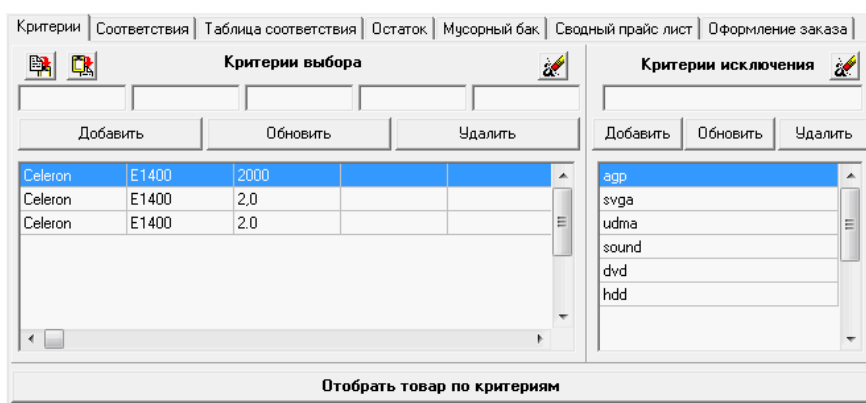 Критерии Соответствия Таблица соответствия Остаток Мусорный бак Сводный прайс лист Оформление заказа
Критерии выбора
Добавить Обновить Удалить
Celeron E1400 2000
Celeron E1400 2,0
Celeron E1400 2.0
Критерии исключения
Добавить Обновить Удалить
agp
svga
udma
sound
dvd
hdd
Отобрать товар по критериям